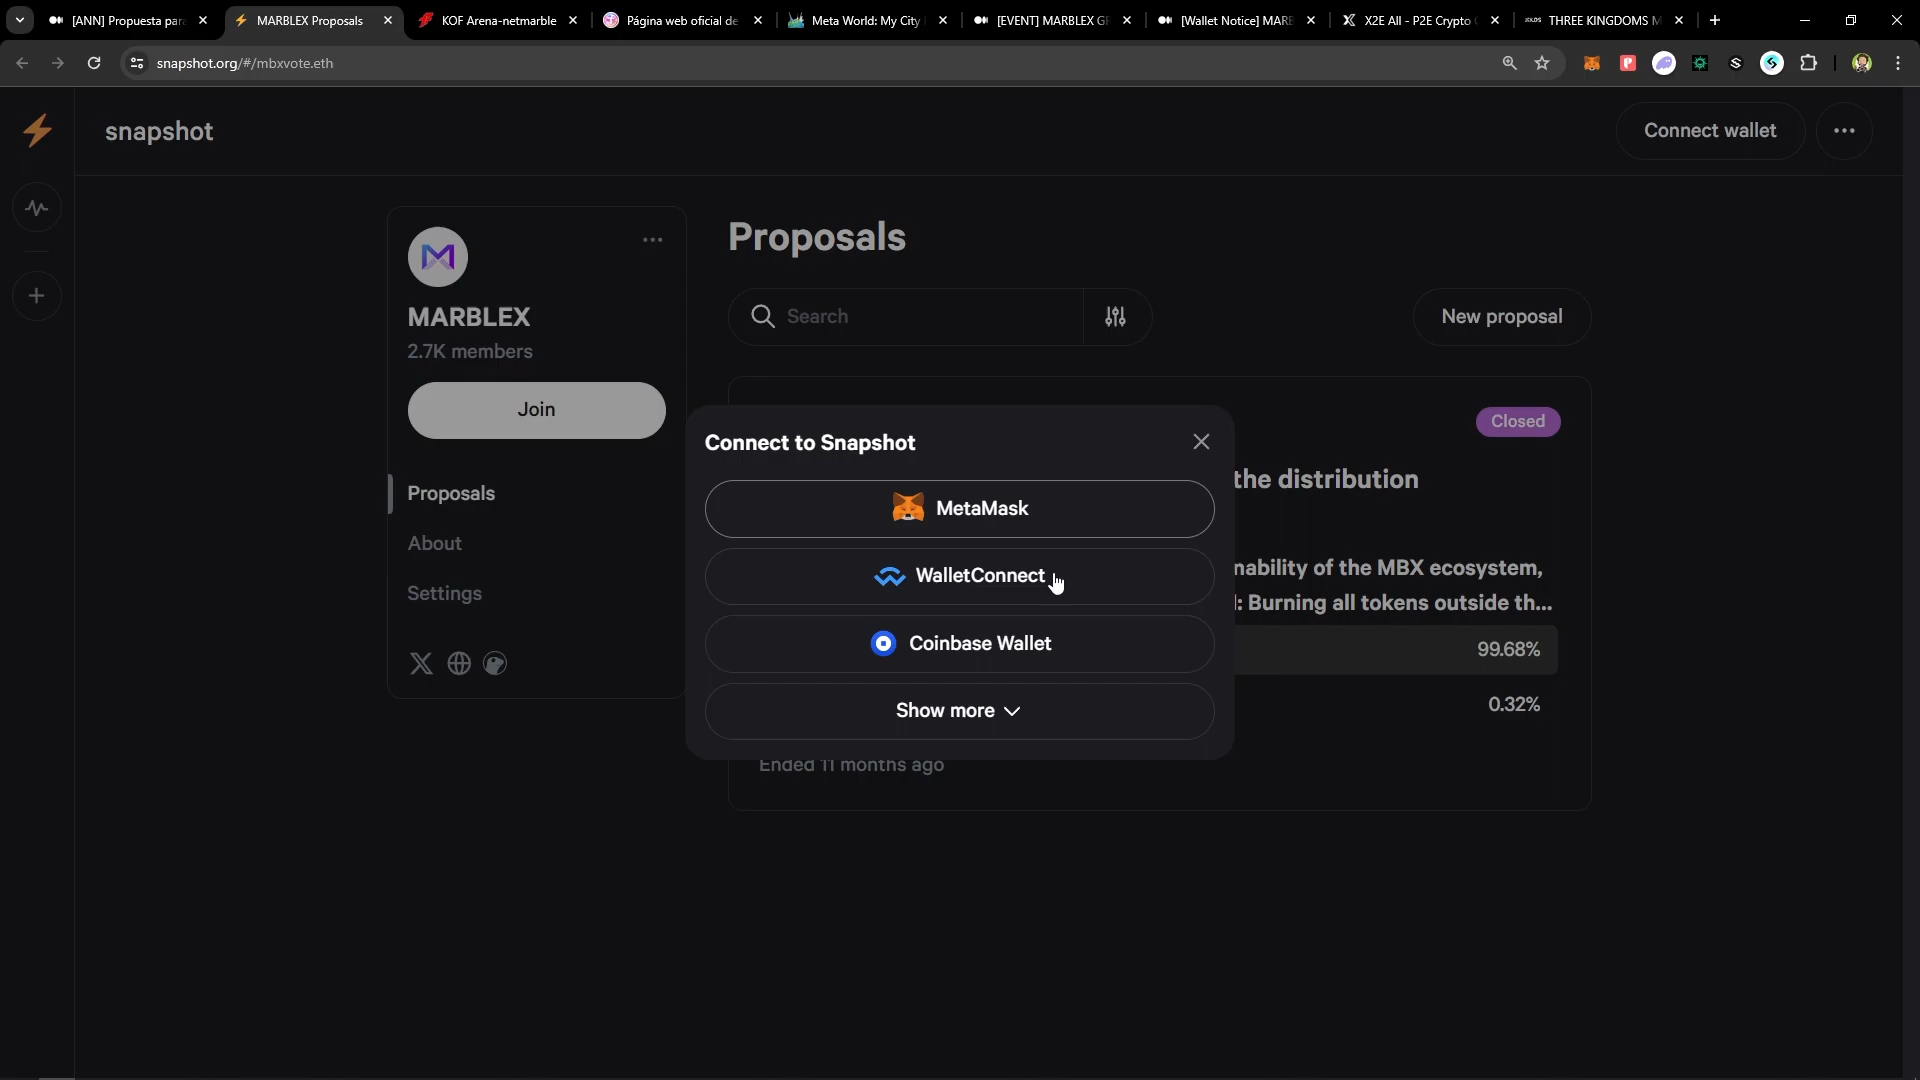 [ANN] Propuesta para
MARBLEX Proposals
KOF Arena-netmarble
Página web oficial de
Meta World: My City
[EVENT] MARBLEX GR
[Wallet Notice] MARB
X2E All - P2E Crypto
THREE KINGDOMS M
snapshot.org/#/mbxvote.eth
snapshot
Connect wallet
MARBLEX
2.7K members
Join
Proposals
About
Settings
Proposals
Search
New proposal
Closed
the distribution
nability of the MBX ecosystem,
: Burning all tokens outside th...
99.68%
0.32%
Ended 11 months ago
Connect to Snapshot
MetaMask
WalletConnect
Coinbase Wallet
Show more